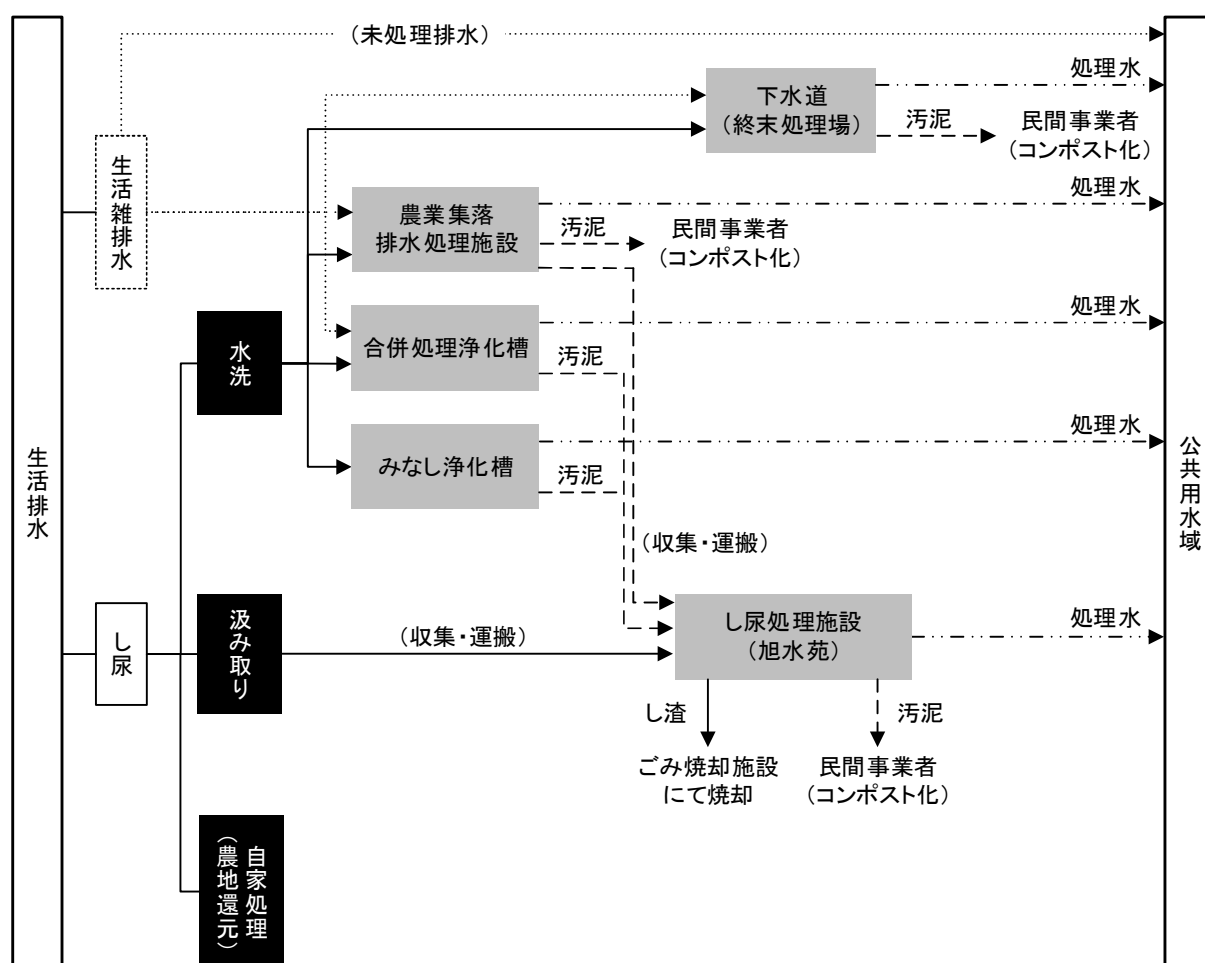 （未処理排水）
処理水
下水道
（終末処理場）
汚泥
民間事業者
（コンポスト化）
生活雑排水
処理水
農業集落
排水処理施設
汚泥
民間事業者
（コンポスト化）
処理水
水洗
合併処理浄化槽
汚泥
処理水
みなし浄化槽
汚泥
生活排水
公共用水域
（収集・運搬）
し尿
汲み取り
（収集・運搬）
し尿処理施設
（旭水苑）
処理水
し渣
汚泥
ごみ焼却施設
にて焼却
民間事業者
（コンポスト化）
自家処理
（農地還元）